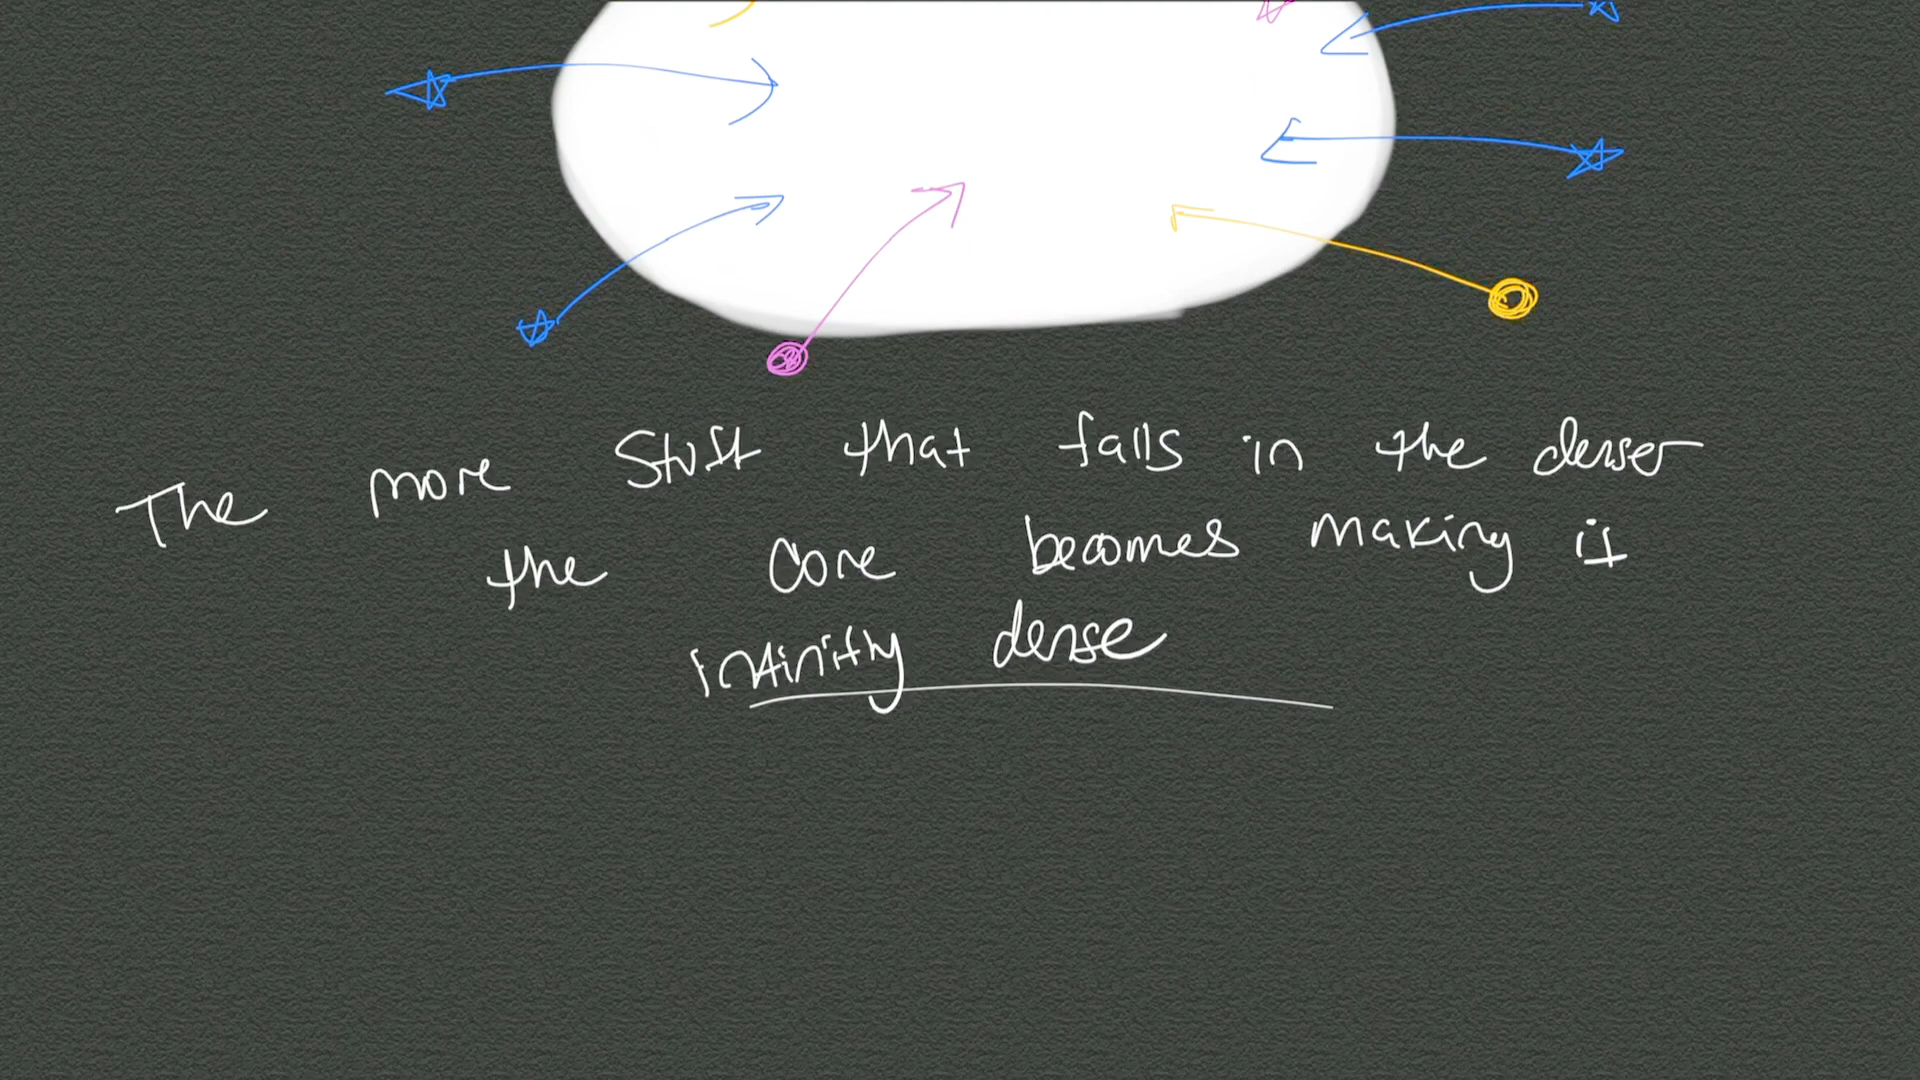 The more stuff that falls in the denser
the core becomes making it
infinitly dense